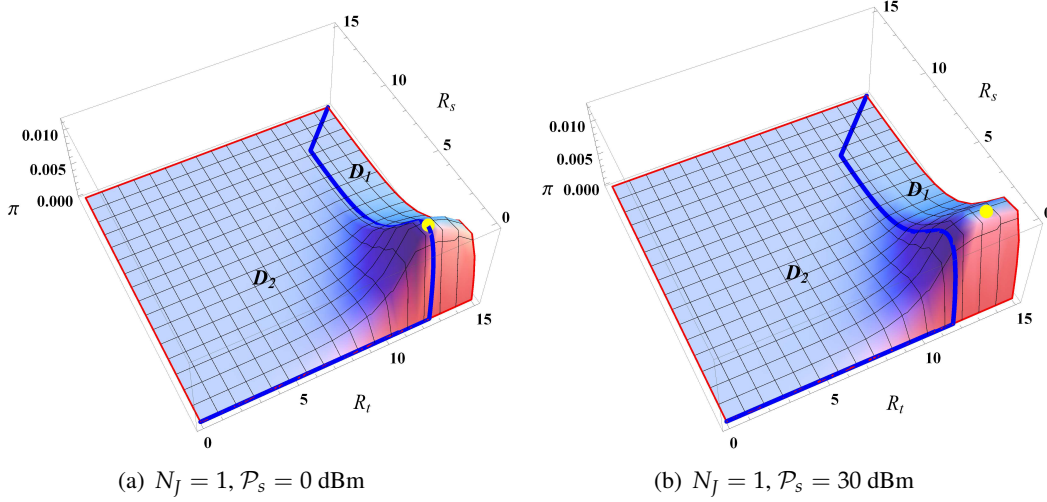 15
10
R_s
5
0
0.010
0.005
π 0.000
D_1
D_2
15
10
5
R_t
0
(a) N_J = 1, 𝒫_s = 0 dBm
15
10
R_s
5
0
0.010
0.005
π 0.000
D_1
D_2
15
10
5
R_t
0
(b) N_J = 1, 𝒫_s = 30 dBm